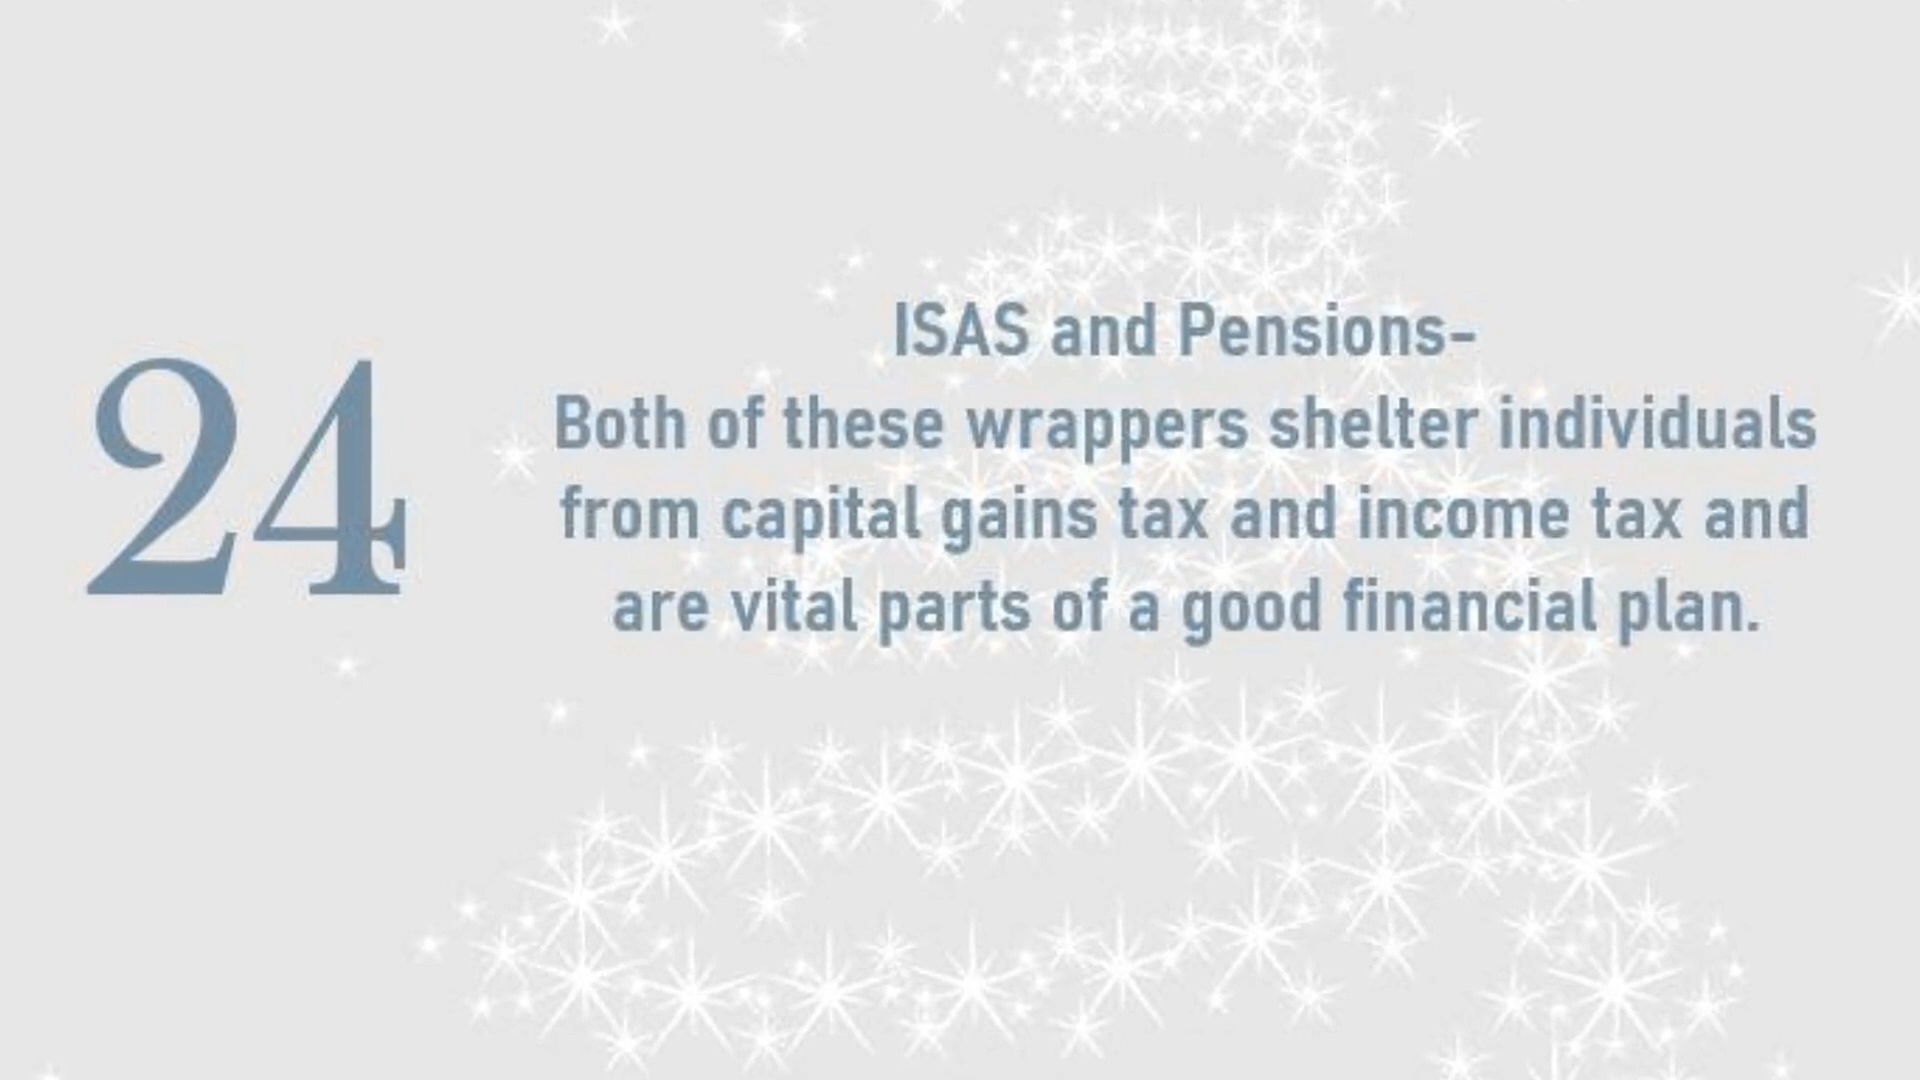 24
ISAS and Pensions-
Both of these wrappers shelter individuals
from capital gains tax and income tax and
are vital parts of a good financial plan.